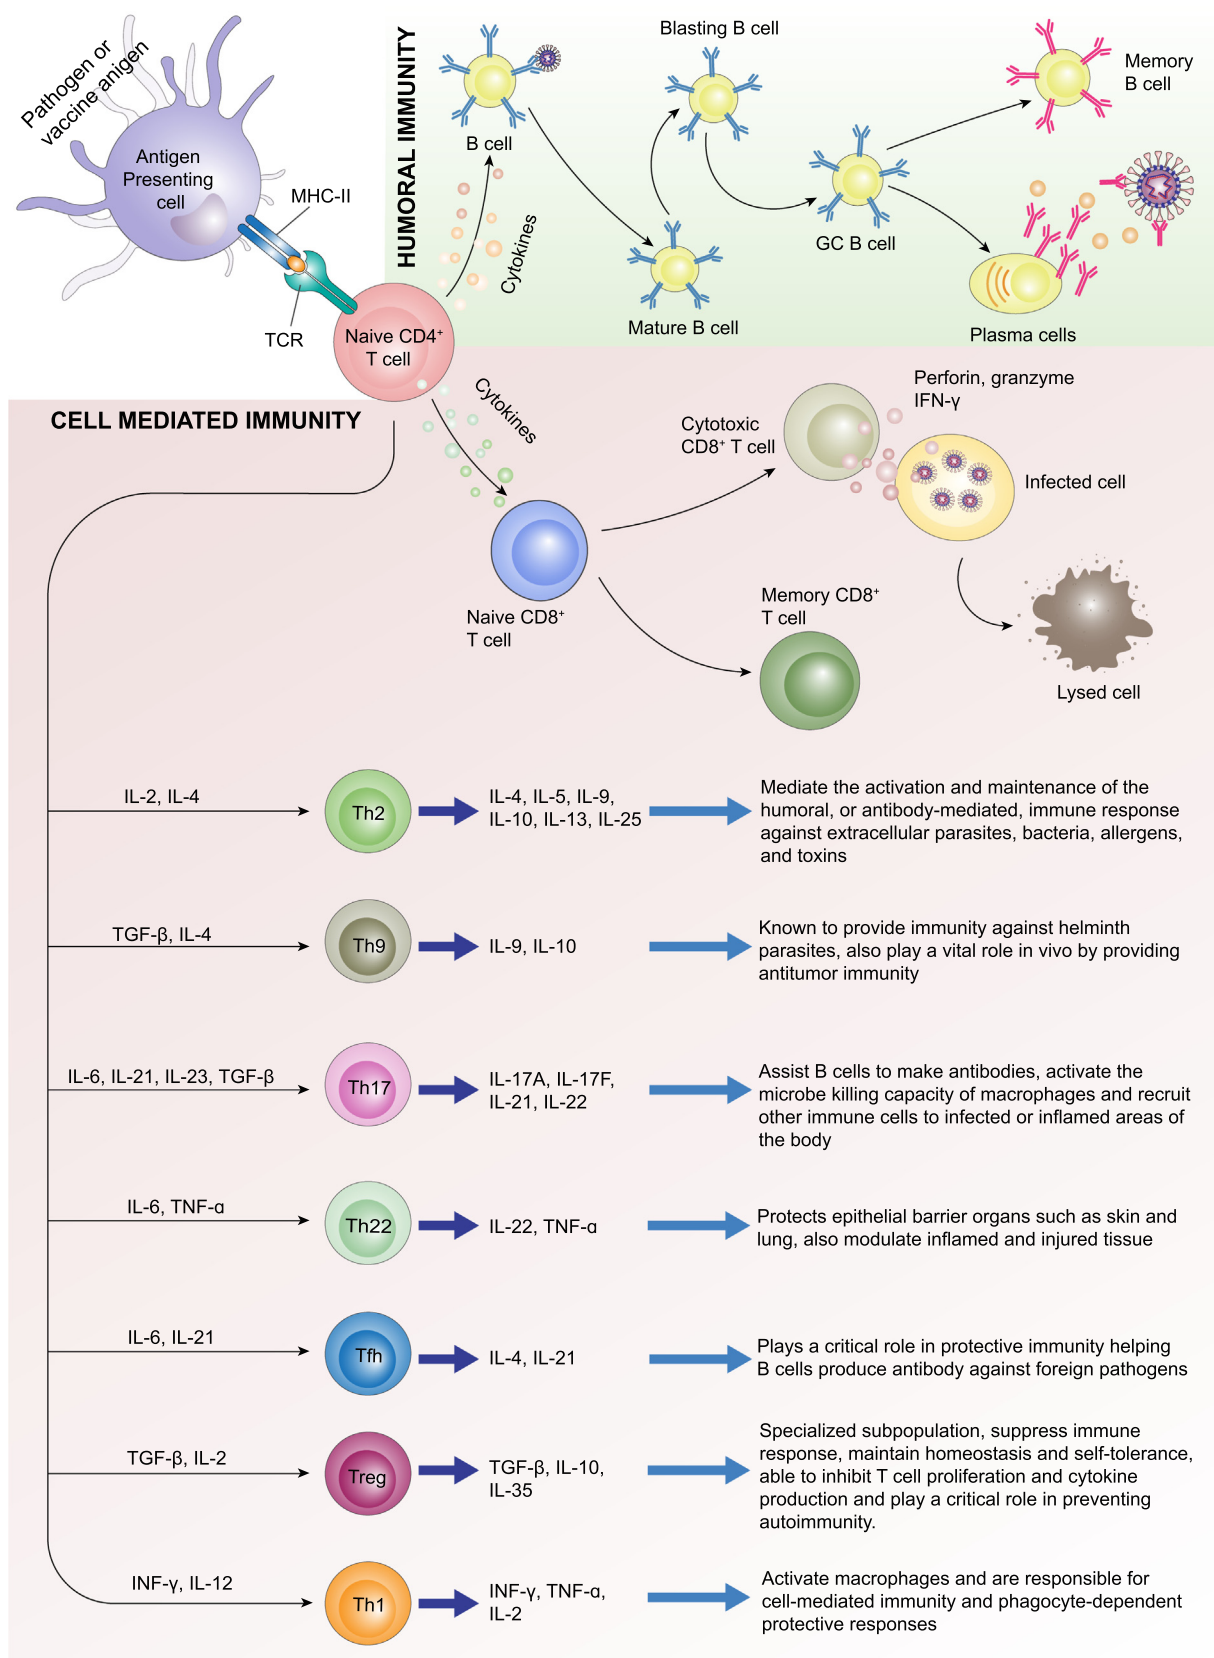 Pathogen or
vaccine anigen
Antigen
Presenting
cell
MHC-II
TCR
Naive CD4⁺
T cell
HUMORAL IMMUNITY
B cell
Cytokines
Blasting B cell
Mature B cell
GC B cell
Memory
B cell
Plasma cells
CELL MEDIATED IMMUNITY
Cytokines
Naive CD8⁺
T cell
Cytotoxic
CD8⁺ T cell
Perforin, granzyme
IFN-γ
Infected cell
Memory CD8⁺
T cell
Lysed cell
IL-2, IL-4
Th2
IL-4, IL-5, IL-9,
IL-10, IL-13, IL-25
Mediate the activation and maintenance of the
humoral, or antibody-mediated, immune response
against extracellular parasites, bacteria, allergens,
and toxins
TGF-β, IL-4
Th9
IL-9, IL-10
Known to provide immunity against helminth
parasites, also play a vital role in vivo by providing
antitumor immunity
IL-6, IL-21, IL-23, TGF-β
Th17
IL-17A, IL-17F,
IL-21, IL-22
Assist B cells to make antibodies, activate the
microbe killing capacity of macrophages and recruit
other immune cells to infected or inflamed areas of
the body
IL-6, TNF-α
Th22
IL-22, TNF-α
Protects epithelial barrier organs such as skin and
lung, also modulate inflamed and injured tissue
IL-6, IL-21
Tfh
IL-4, IL-21
Plays a critical role in protective immunity helping
B cells produce antibody against foreign pathogens
TGF-β, IL-2
Treg
TGF-β, IL-10,
IL-35
Specialized subpopulation, suppress immune
response, maintain homeostasis and self-tolerance,
able to inhibit T cell proliferation and cytokine
production and play a critical role in preventing
autoimmunity.
INF-γ, IL-12
Th1
INF-γ, TNF-α,
IL-2
Activate macrophages and are responsible for
cell-mediated immunity and phagocyte-dependent
protective responses